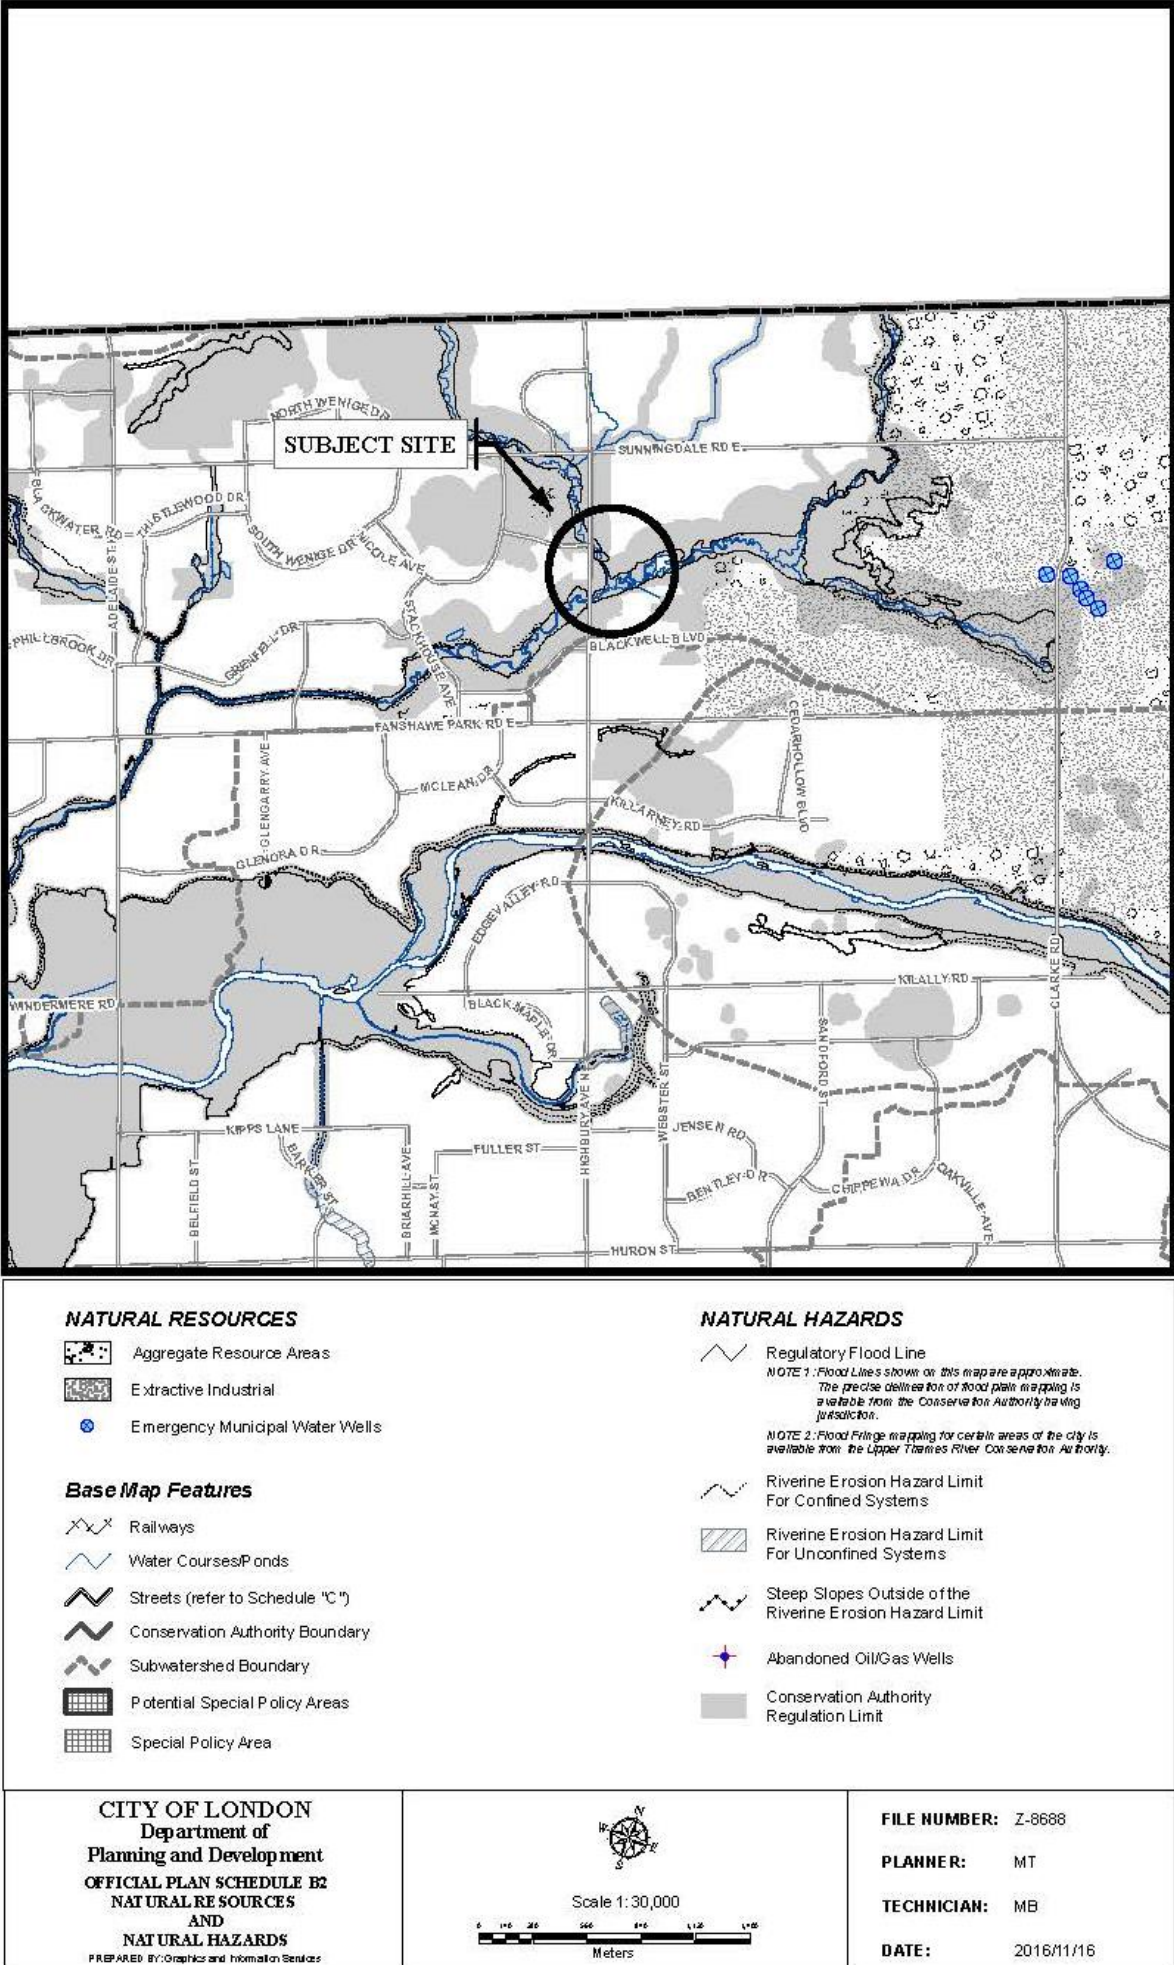 NORTH WENIGE DR
SUBJECT SITE
SUNNINGDALE RD E
BLACKWATER RD
THISTLEWOOD DR
SOUTH WENIGE DR
NICOLE AVE
ADELAIDE ST N
STACKHOUSE AVE
PHILLBROOK DR
GRENFELL DR
BLACKWELL BLVD
FANSHAWE PARK RD E
CEDARHOLLOW BLVD
GLENGARRY AVE
MCLEAN DR
KILLARNEY RD
GLENORA DR
EDGEVALLEY RD
KILALLY RD
CLARKE RD
WINDERMERE RD
BLACK MAPLE DR
SANDFORD ST
HIGHBURY AVE N
WEBSTER ST
KIPPS LANE
JENSEN RD
BARKER ST
FULLER ST
BELFIELD ST
BRIARHILL AVE
MCNAY ST
BENTLEY DR
CHIPPEWA DR
OAKVILLE AVE
HURON ST
NATURAL RESOURCES
Aggregate Resource Areas
Extractive Industrial
Emergency Municipal Water Wells
Base Map Features
Railways
Water Courses/Ponds
Streets (refer to Schedule "C")
Conservation Authority Boundary
Subwatershed Boundary
Potential Special Policy Areas
Special Policy Area
NATURAL HAZARDS
Regulatory Flood Line
NOTE 1: Flood Lines shown on this map are approximate.
The precise delineation of flood plain mapping is
available from the Conservation Authority having
jurisdiction.
NOTE 2: Flood Fringe mapping for certain areas of the city is
available from the Upper Thames River Conservation Authority.
Riverine Erosion Hazard Limit
For Confined Systems
Riverine Erosion Hazard Limit
For Unconfined Systems
Steep Slopes Outside of the
Riverine Erosion Hazard Limit
Abandoned Oil/Gas Wells
Conservation Authority
Regulation Limit
CITY OF LONDON
Department of
Planning and Development
OFFICIAL PLAN SCHEDULE B2
NATURAL RESOURCES
AND
NATURAL HAZARDS
PREPARED BY: Graphics and Information Services
N
W
E
S
Scale 1:30,000
Meters
FILE NUMBER: Z-8688
PLANNER: MT
TECHNICIAN: MB
DATE: 2016/11/16